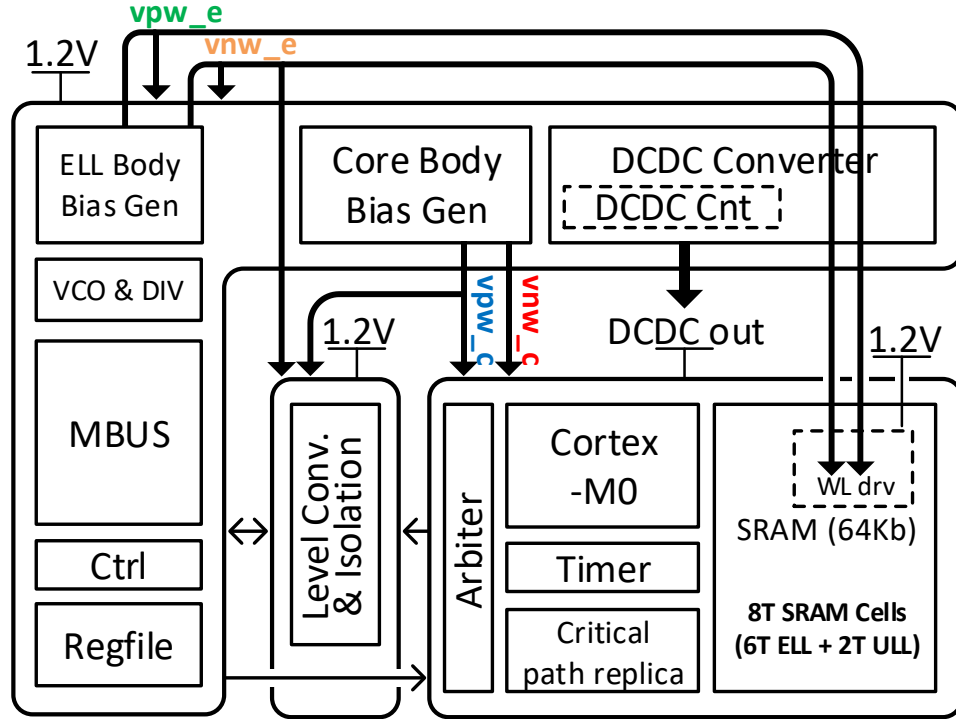 vpw_e
vnw_e
1.2V
ELL Body
Bias Gen
Core Body
Bias Gen
DCDC Converter
DCDC Cnt
VCO & DIV
vpw_c
vnw_c
1.2V
DCDC out
1.2V
MBUS
Level Conv.
& Isolation
Arbiter
Cortex
-M0
WL drv
SRAM (64Kb)
Ctrl
Timer
8T SRAM Cells
(6T ELL + 2T ULL)
Regfile
Critical
path replica